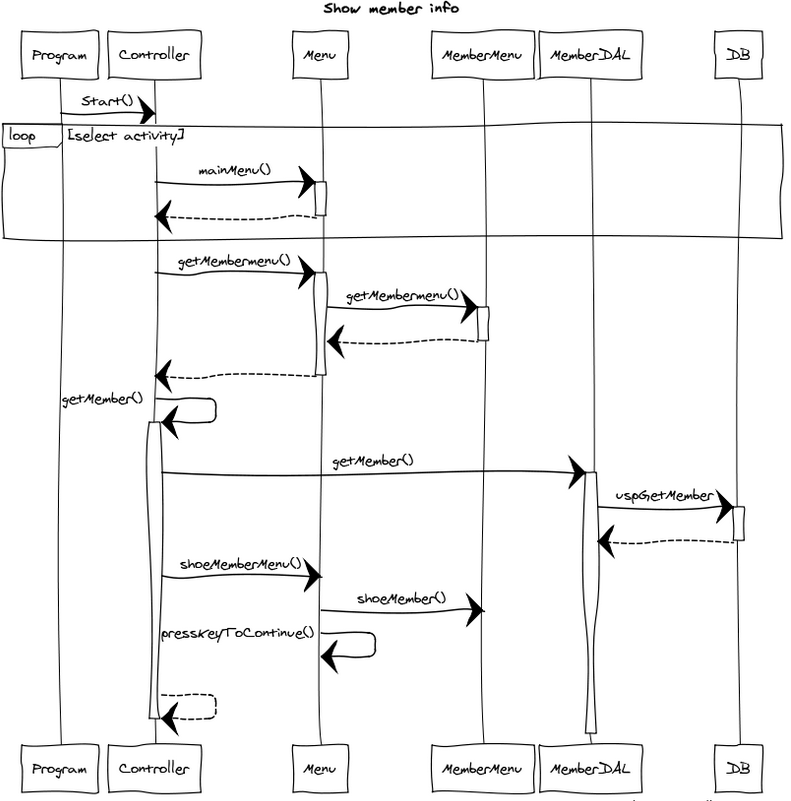 Show member info
Program Controller Menu MemberMenu MemberDAL DB
Start()
loop [select activity]
mainMenu()
getMembermenu()
getMembermenu()
getMember()
getMember()
uspGetMember
shoeMemberMenu()
shoeMember()
pressKeyToContinue()
Program Controller Menu MemberMenu MemberDAL DB